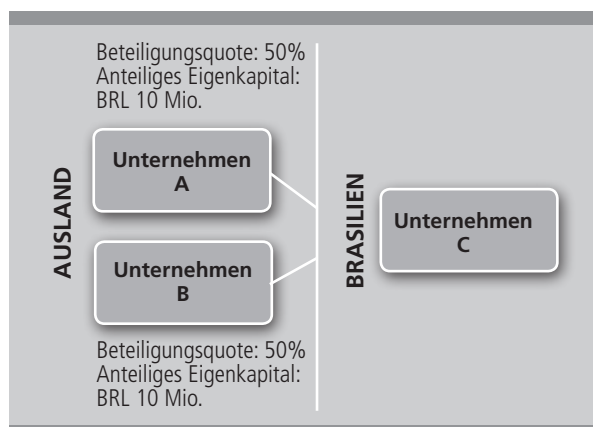 Beteiligungsquote: 50%
Anteiliges Eigenkapital:
BRL 10 Mio.
AUSLAND
Unternehmen
A
Unternehmen
B
Beteiligungsquote: 50%
Anteiliges Eigenkapital:
BRL 10 Mio.
BRASILIEN
Unternehmen
C